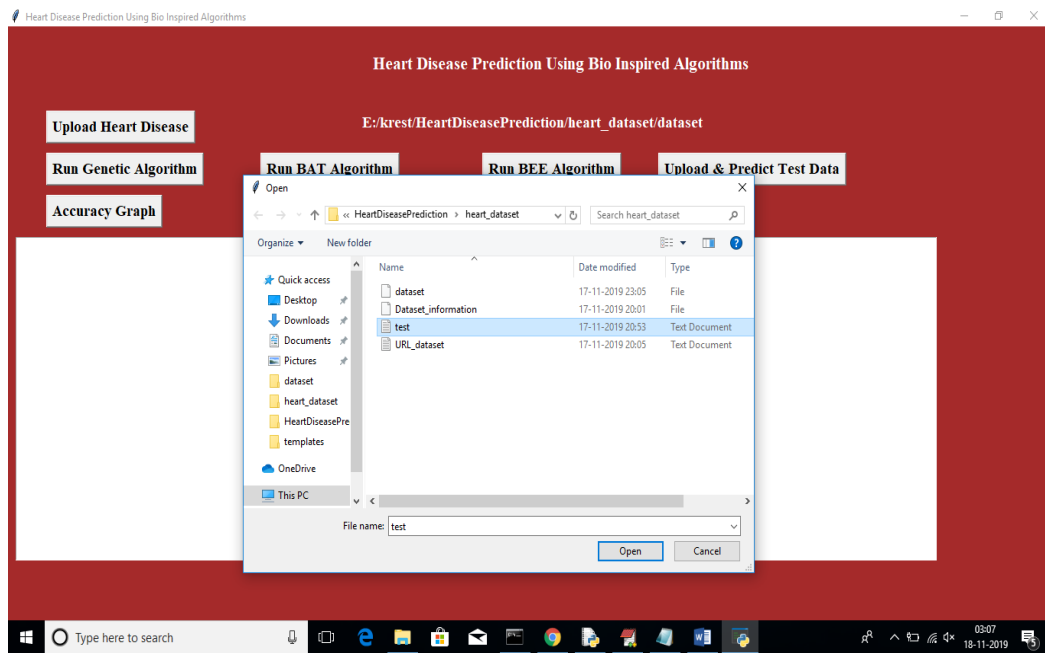 Heart Disease Prediction Using Bio Inspired Algorithms
Heart Disease Prediction Using Bio Inspired Algorithms
Upload Heart Disease
E:/krest/HeartDiseasePrediction/heart_dataset/dataset
Run Genetic Algorithm
Run BAT Algorithm
Run BEE Algorithm
Upload & Predict Test Data
Accuracy Graph
Open
« HeartDiseasePrediction › heart_dataset
Search heart_dataset
Organize
New folder
Name Date modified Type
Quick access
Desktop
Downloads
Documents
Pictures
dataset
heart_dataset
HeartDiseasePre
templates
OneDrive
This PC
dataset 17-11-2019 23:05 File
Dataset_information 17-11-2019 20:01 File
test 17-11-2019 20:53 Text Document
URL_dataset 17-11-2019 20:05 Text Document
File name: test
Open
Cancel
Type here to search
03:07
18-11-2019
5